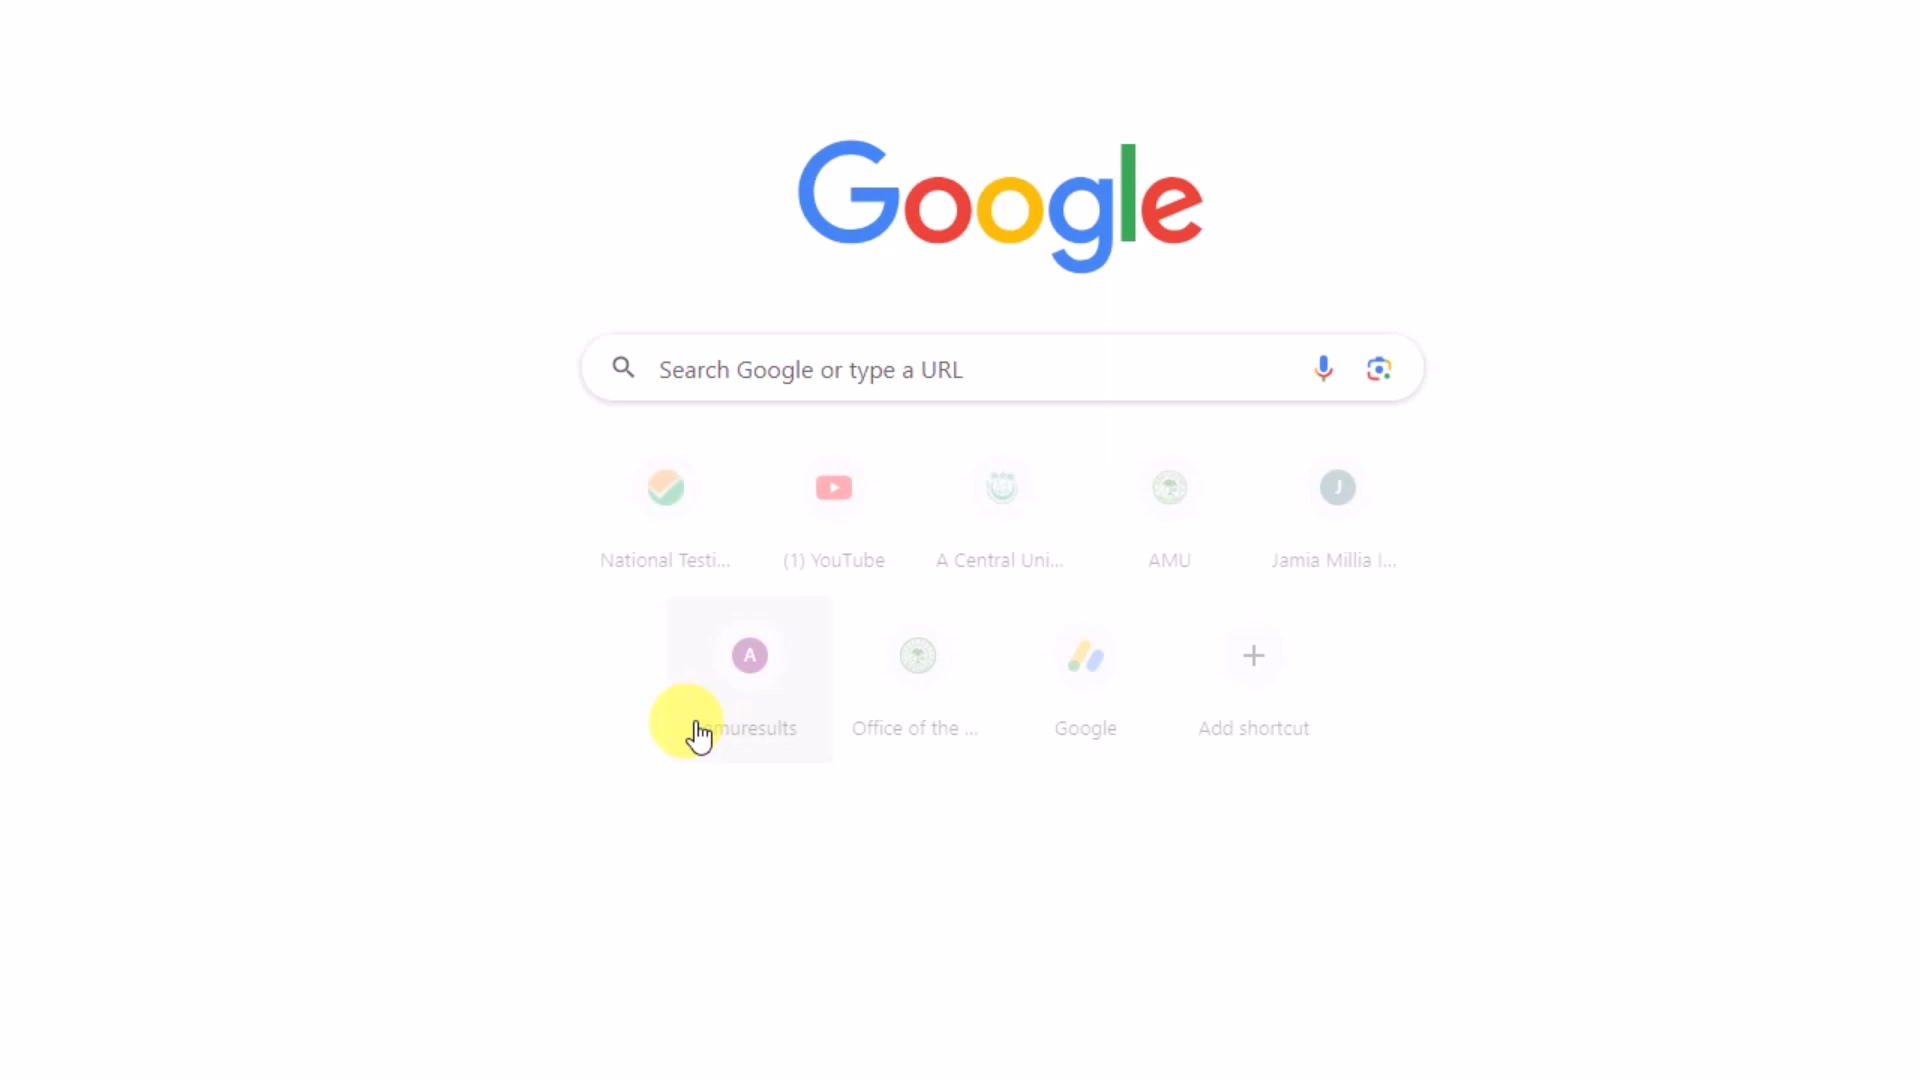 Google
Search Google or type a URL
National Testi...
(1) YouTube
A Central Uni...
AMU
J
Jamia Millia I...
A
amuresults
Office of the ...
Google
Add shortcut